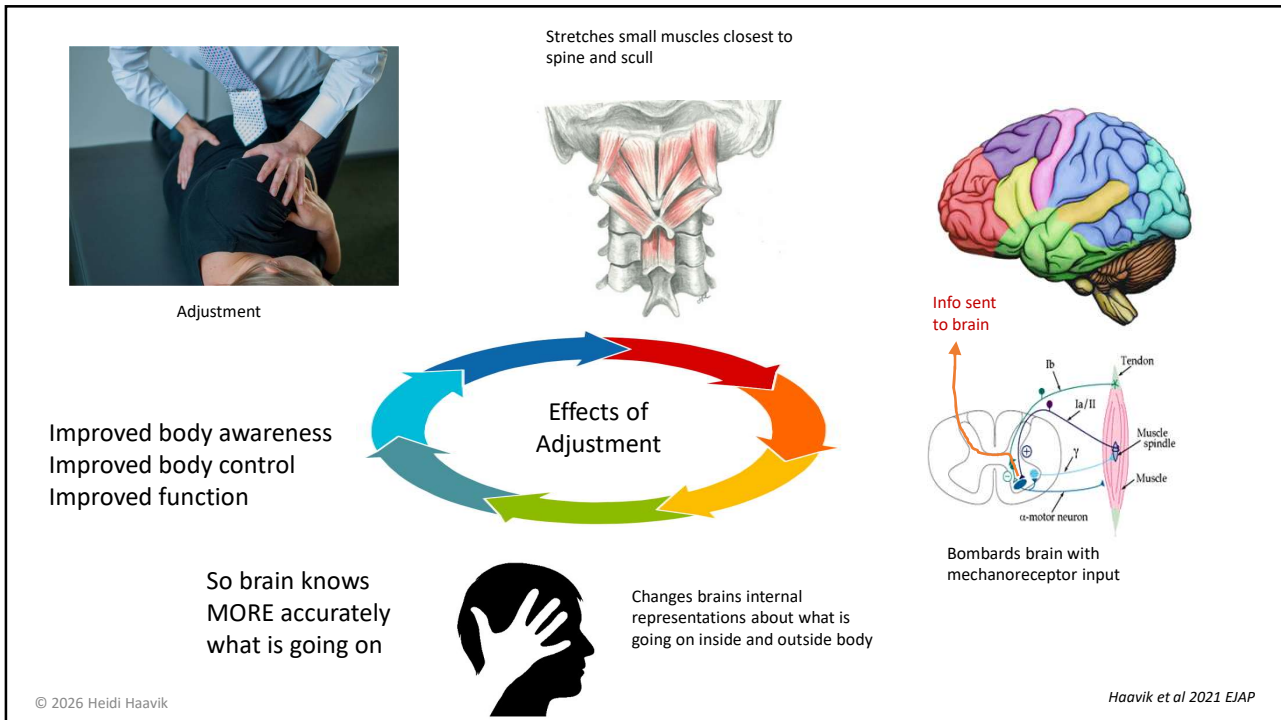 Stretches small muscles closest to
spine and scull
Adjustment
Info sent
to brain
Effects of
Adjustment
Ib
Tendon
Ia/II
Muscle
spindle
γ
Muscle
α-motor neuron
Bombards brain with
mechanoreceptor input
Improved body awareness
Improved body control
Improved function
So brain knows
MORE accurately
what is going on
Changes brains internal
representations about what is
going on inside and outside body
© 2026 Heidi Haavik
Haavik et al 2021 EJAP